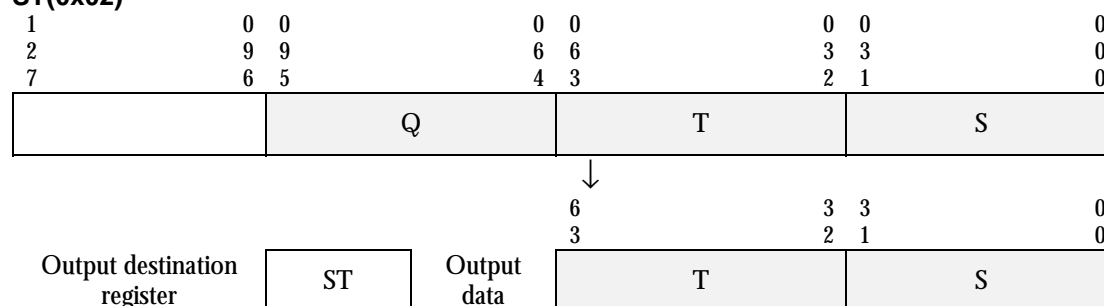 ST(0x02)
1 0 0 0 0 0 0 0
2 9 9 6 6 3 3 0
7 6 5 4 3 2 1 0
Q T S
↓
6 3 3 0
3 2 1 0
Output destination register ST Output data T S